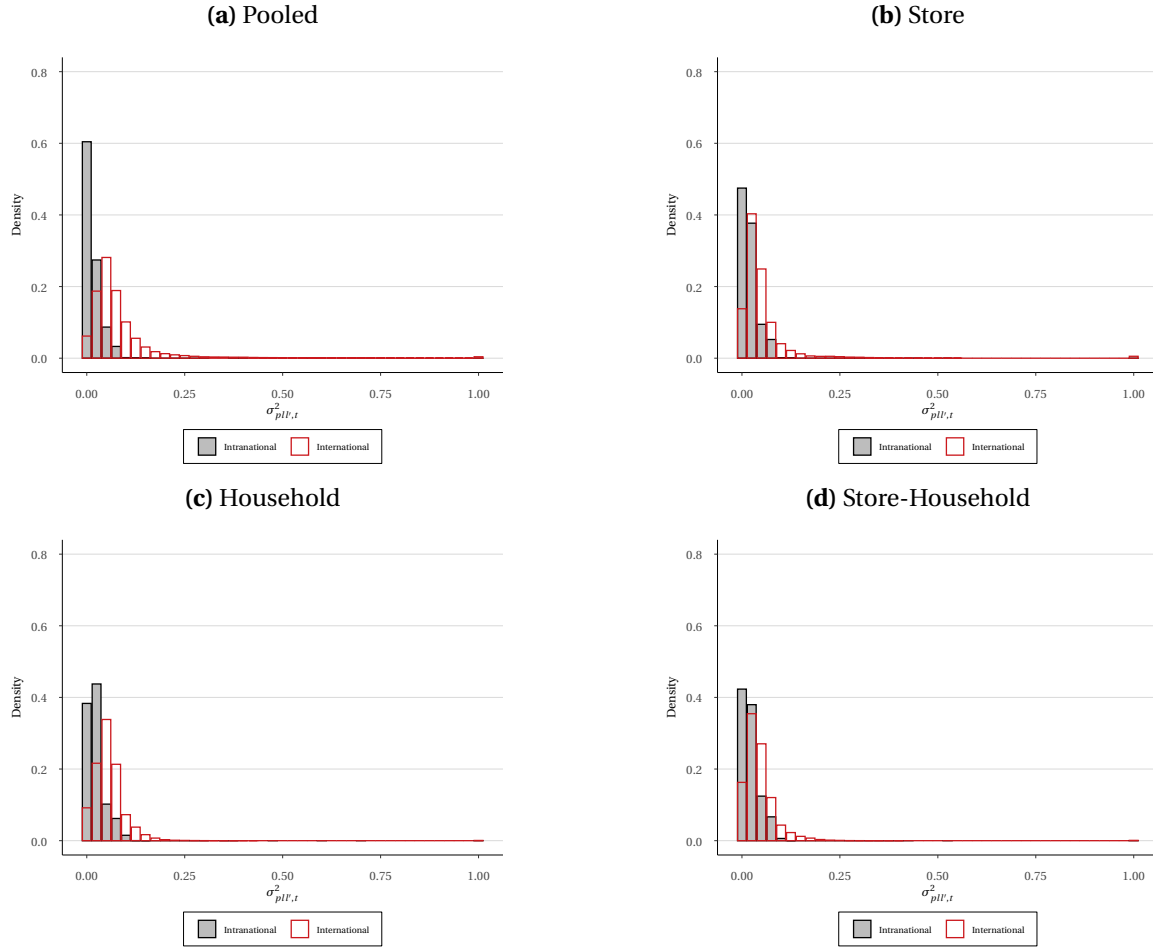 (a) Pooled
0.8
0.6
0.4
0.2
0.0
Density
0.00 0.25 0.50 0.75 1.00
σ²pll′,t
Intranational International
(b) Store
0.8
0.6
0.4
0.2
0.0
Density
0.00 0.25 0.50 0.75 1.00
σ²pll′,t
Intranational International
(c) Household
0.8
0.6
0.4
0.2
0.0
Density
0.00 0.25 0.50 0.75 1.00
σ²pll′,t
Intranational International
(d) Store-Household
0.8
0.6
0.4
0.2
0.0
Density
0.00 0.25 0.50 0.75 1.00
σ²pll′,t
Intranational International